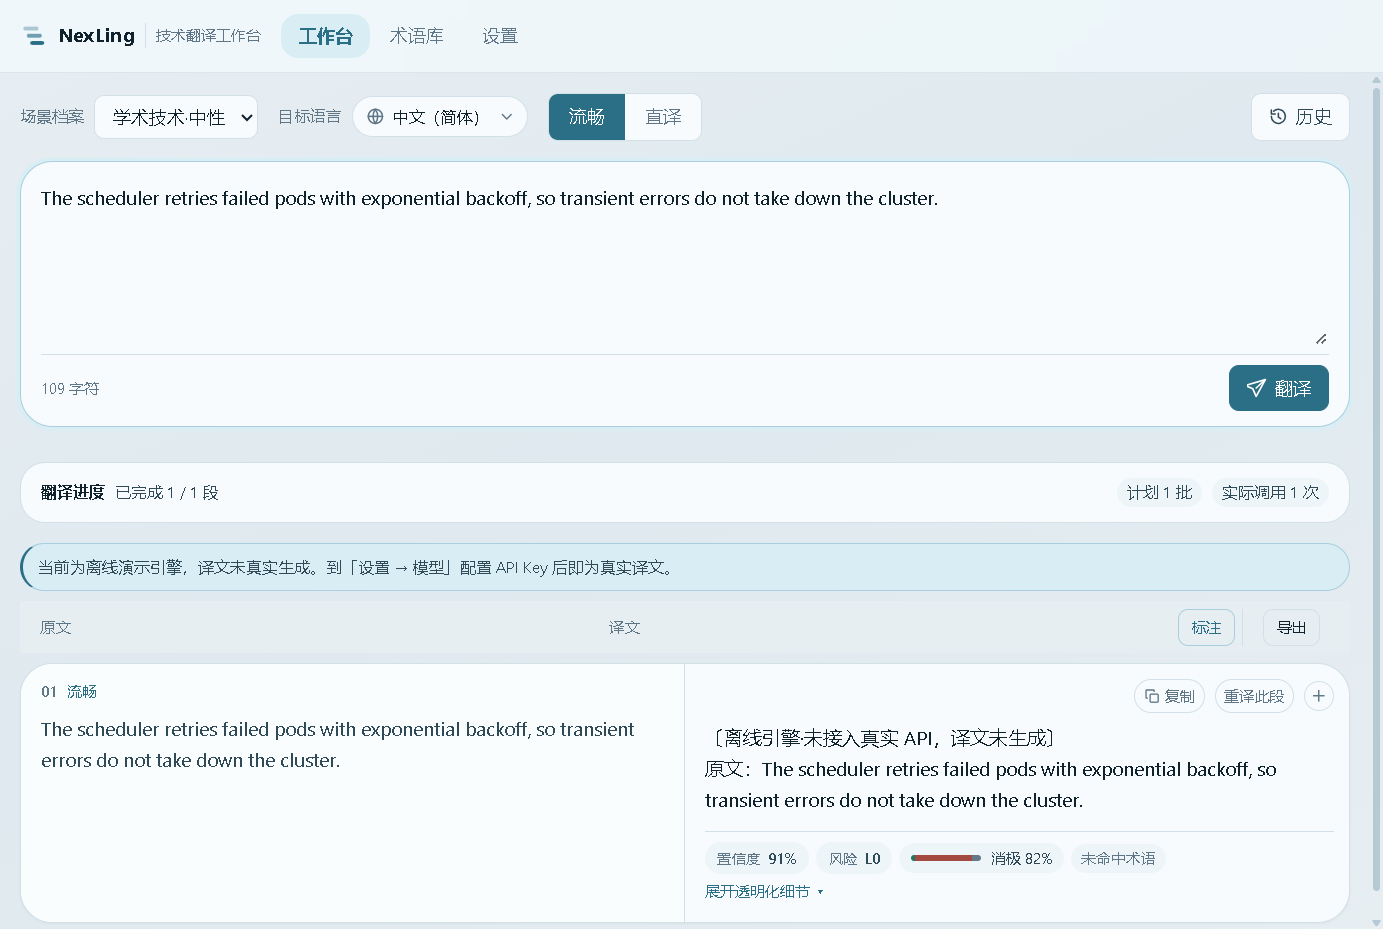 NexLing 技术翻译工作台 工作台 术语库 设置
场景档案 学术技术·中性 目标语言 中文（简体） 流畅 直译 历史
The scheduler retries failed pods with exponential backoff, so transient errors do not take down the cluster.
109 字符 翻译
翻译进度 已完成 1 / 1 段 计划 1 批 实际调用 1 次
当前为离线演示引擎，译文未真实生成。到「设置 → 模型」配置 API Key 后即为真实译文。
原文 译文 标注 导出
01 流畅 复制 重译此段
The scheduler retries failed pods with exponential backoff, so transient
errors do not take down the cluster.
〔离线引擎·未接入真实 API，译文未生成〕
原文：The scheduler retries failed pods with exponential backoff, so
transient errors do not take down the cluster.
置信度 91% 风险 L0 消极 82% 未命中术语
展开透明化细节 ▾